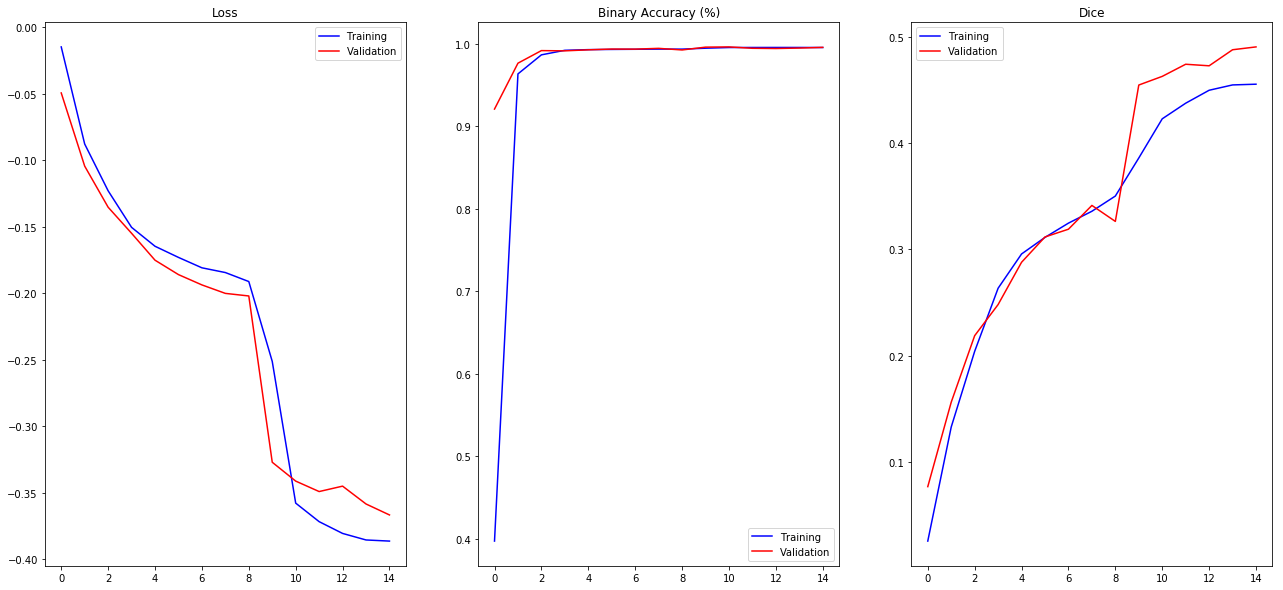 Loss
0.00
−0.05
−0.10
−0.15
−0.20
−0.25
−0.30
−0.35
−0.40
0 2 4 6 8 10 12 14
Training
Validation
Binary Accuracy (%)
1.0
0.9
0.8
0.7
0.6
0.5
0.4
0 2 4 6 8 10 12 14
Training
Validation
Dice
0.5
0.4
0.3
0.2
0.1
0 2 4 6 8 10 12 14
Training
Validation